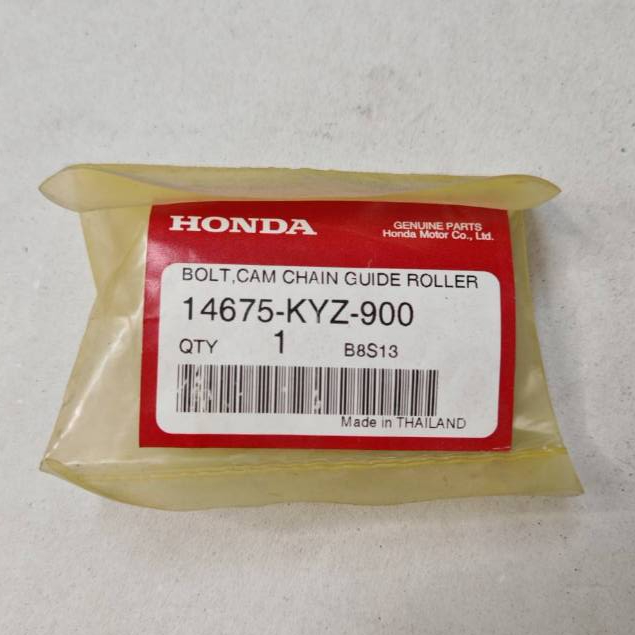 HONDA
GENUINE PARTS
Honda Motor Co., Ltd.
BOLT,CAM CHAIN GUIDE ROLLER
14675-KYZ-900
QTY 1 B8S13
Made in THAILAND